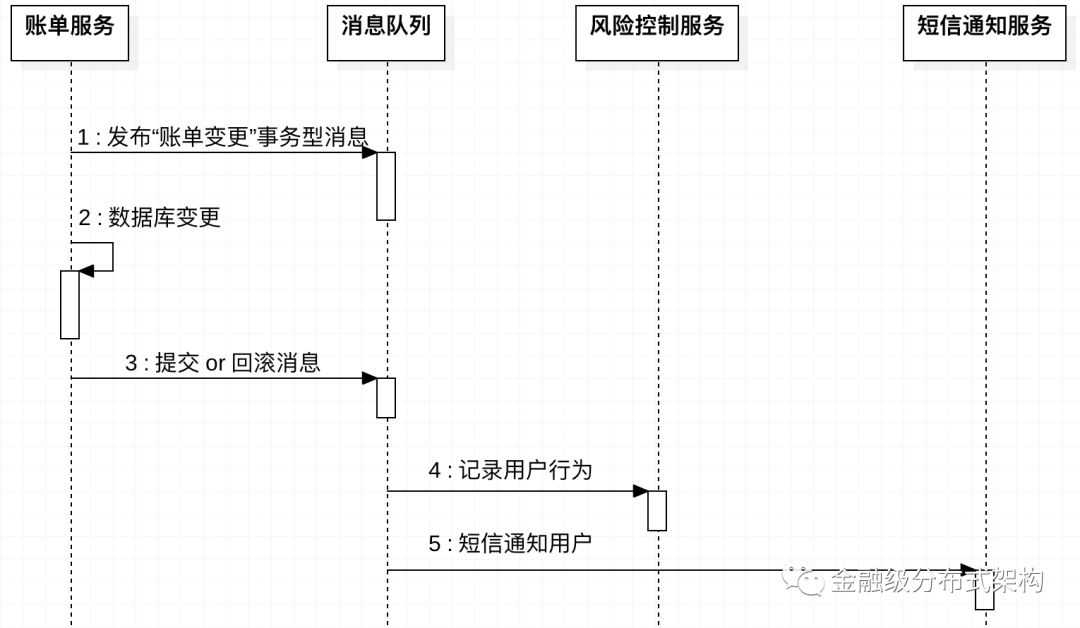 账单服务
消息队列
风险控制服务
短信通知服务
1 : 发布“账单变更”事务型消息
2 : 数据库变更
3 : 提交 or 回滚消息
4 : 记录用户行为
5 : 短信通知用户
金融级分布式架构